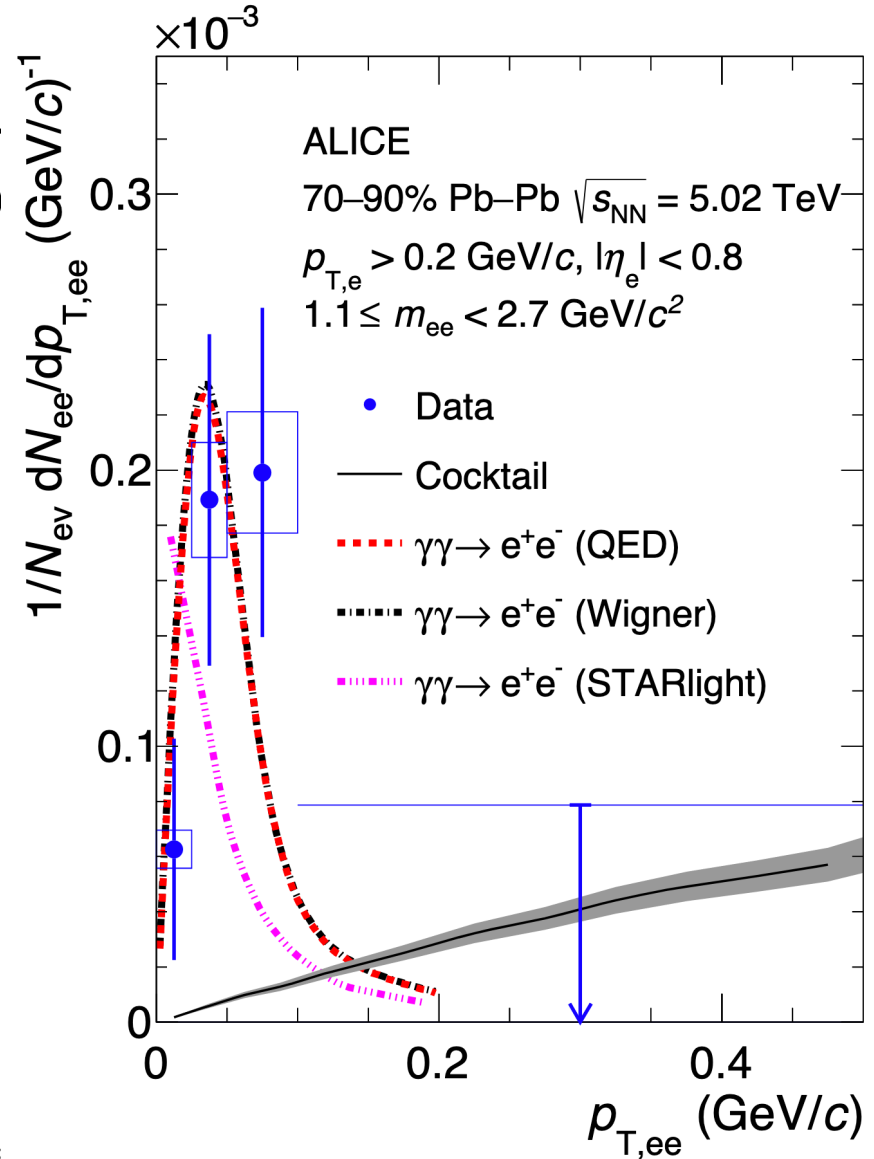 ×10⁻³
1/N_ev dN_ee/dp_T,ee (GeV/c)⁻¹
ALICE
70–90% Pb–Pb √s_NN = 5.02 TeV
p_T,e > 0.2 GeV/c, |η_e| < 0.8
1.1 ≤ m_ee < 2.7 GeV/c²
Data
Cocktail
γγ→ e⁺e⁻ (QED)
γγ→ e⁺e⁻ (Wigner)
γγ→ e⁺e⁻ (STARlight)
0.3
0.2
0.1
0
0 0.2 0.4
p_T,ee (GeV/c)